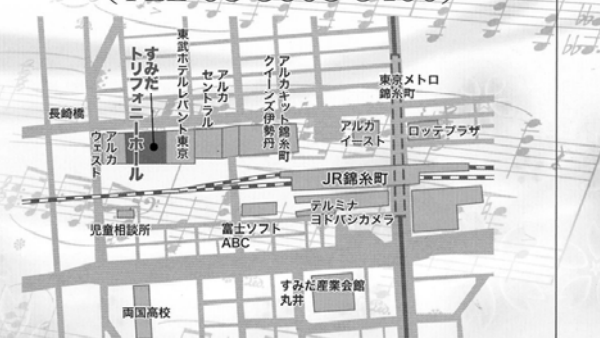 すみだ
トリフォニーホール
東武ホテルレバント東京
アルカ
セントラル
アルカキット錦糸町
クイーンズ伊勢丹
東京メトロ
錦糸町
長崎橋
アルカ
ウェスト
アルカ
イースト
ロッテプラザ
JR錦糸町
テルミナ
ヨドバシカメラ
児童相談所
富士ソフト
ABC
すみだ産業会館
丸井
両国高校